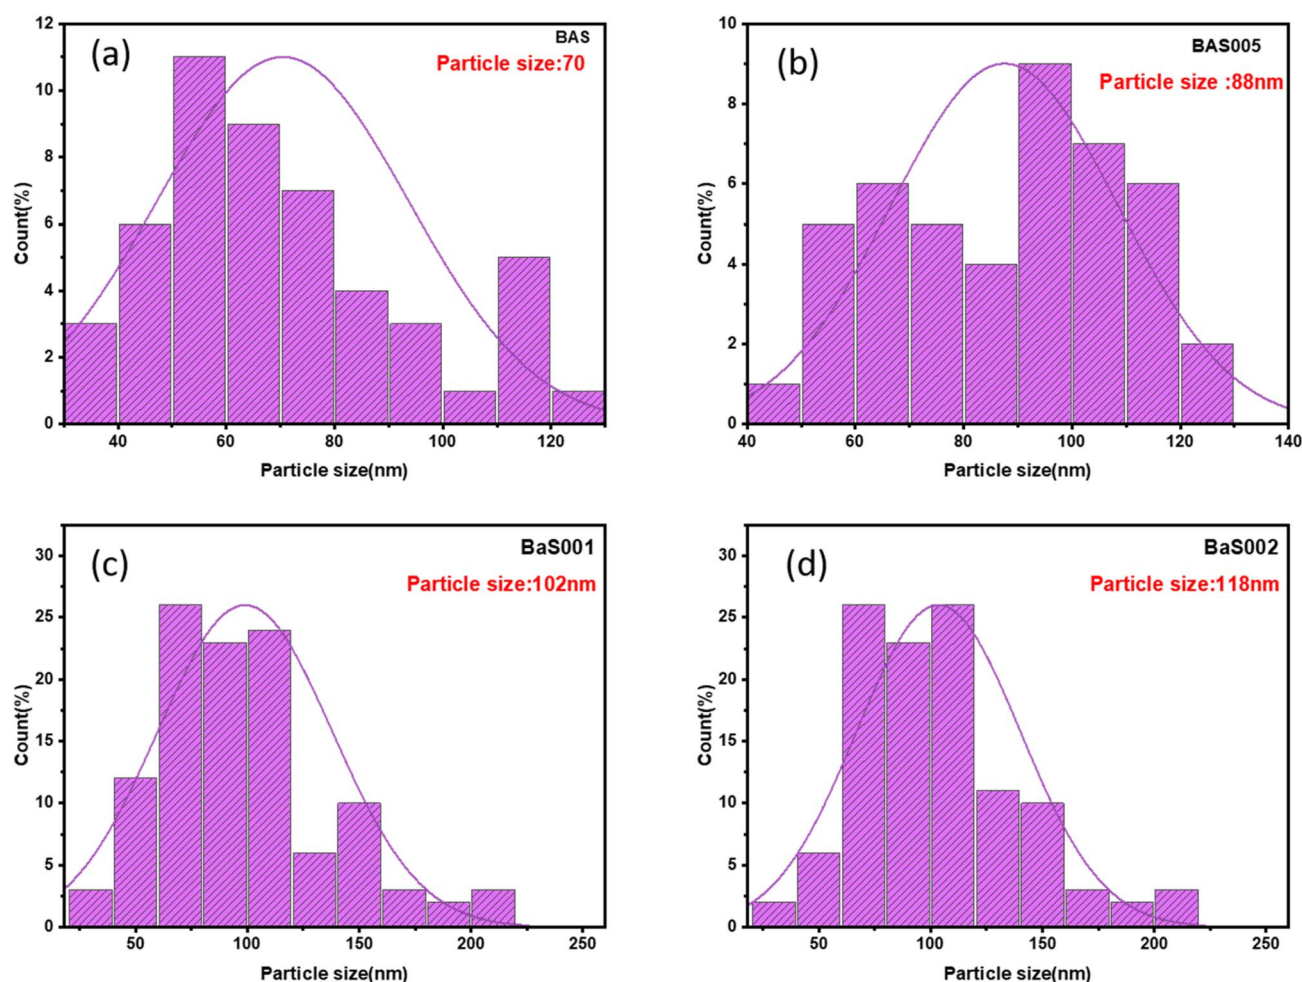 (a)
BAS
Particle size:70
Count(%)
12
10
8
6
4
2
0
40 60 80 100 120
Particle size(nm)
(b)
BAS005
Particle size :88nm
Count(%)
10
8
6
4
2
0
40 60 80 100 120 140
Particle size(nm)
(c)
BaS001
Particle size:102nm
Count(%)
30
25
20
15
10
5
0
50 100 150 200 250
Particle size(nm)
(d)
BaS002
Particle size:118nm
Count(%)
30
25
20
15
10
5
0
50 100 150 200 250
Particle size(nm)